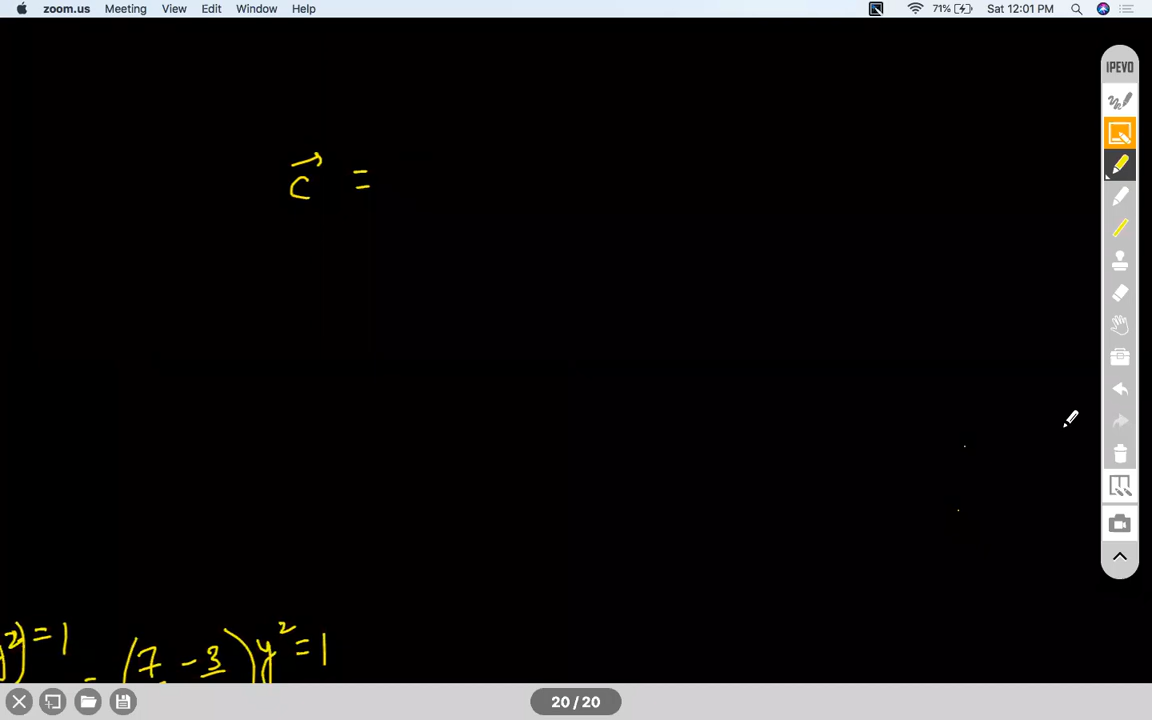 zoom.us Meeting View Edit Window Help 71% Sat 12:01 PM
IPEVO
c⃗ =
y²) = 1 = (7 - 3) y² = 1
20 / 20